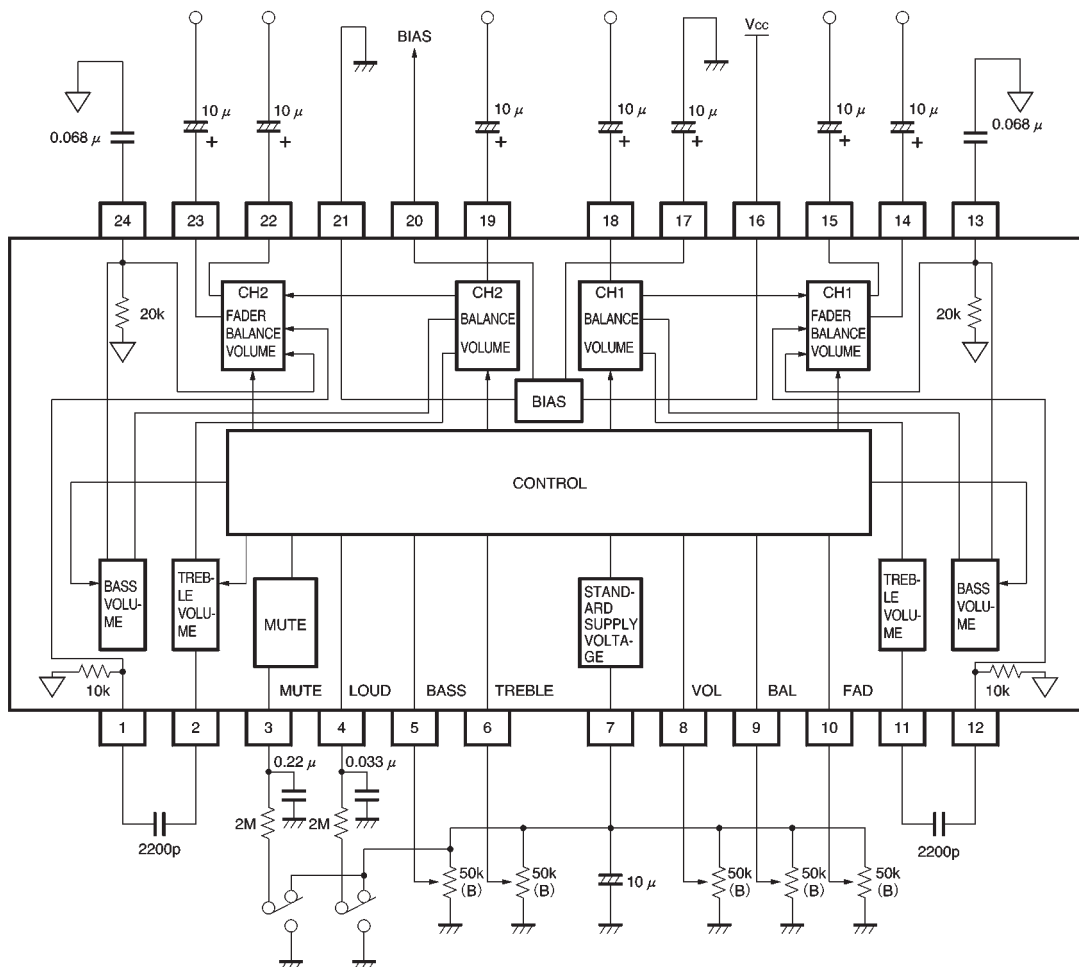 BIAS
Vcc
0.068 μ
10 μ
10 μ
10 μ
10 μ
10 μ
10 μ
10 μ
0.068 μ
+
+
+
+
+
+
+
24
23
22
21
20
19
18
17
16
15
14
13
20k
CH2
FADER
BALANCE
VOLUME
CH2
BALANCE
VOLUME
CH1
BALANCE
VOLUME
CH1
FADER
BALANCE
VOLUME
20k
BIAS
CONTROL
BASS
VOLU-
ME
TREB-
LE
VOLU-
ME
MUTE
STAND-
ARD
SUPPLY
VOLTA-
GE
TREB-
LE
VOLU-
ME
BASS
VOLU-
ME
10k
MUTE
LOUD
BASS
TREBLE
VOL
BAL
FAD
10k
1
2
3
4
5
6
7
8
9
10
11
12
2200p
0.22 μ
2M
0.033 μ
2M
50k
(B)
50k
(B)
10 μ
50k
(B)
50k
(B)
50k
(B)
2200p